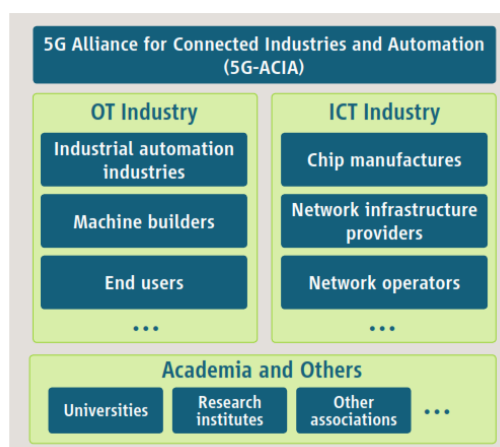 5G Alliance for Connected Industries and Automation
(5G-ACIA)
OT Industry
Industrial automation
industries
Machine builders
End users
...
ICT Industry
Chip manufactures
Network infrastructure
providers
Network operators
...
Academia and Others
Universities
Research
institutes
Other
associations
...